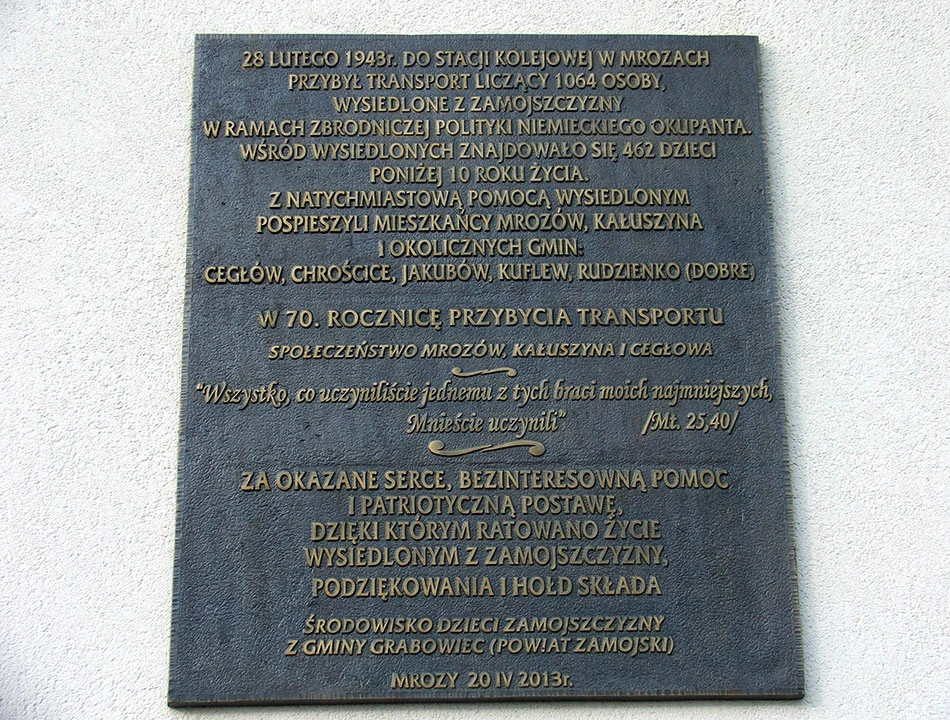 28 LUTEGO 1943r. DO STACJI KOLEJOWEJ W MROZACH
PRZYBYŁ TRANSPORT LICZĄCY 1064 OSOBY,
WYSIEDLONE Z ZAMOJSZCZYZNY
W RAMACH ZBRODNICZEJ POLITYKI NIEMIECKIEGO OKUPANTA.
WŚRÓD WYSIEDLONYCH ZNAJDOWAŁO SIĘ 462 DZIECI
PONIŻEJ 10 ROKU ŻYCIA.
Z NATYCHMIASTOWĄ POMOCĄ WYSIEDLONYM
POSPIESZYLI MIESZKAŃCY MROZÓW, KAŁUSZYNA
I OKOLICZNYCH GMIN:
CEGŁÓW, CHROŚCICE, JAKUBÓW, KUFLEW, RUDZIENKO (DOBRE)
W 70. ROCZNICĘ PRZYBYCIA TRANSPORTU
SPOŁECZEŃSTWO MROZÓW, KAŁUSZYNA I CEGŁOWA
"Wszystko, co uczyniliście jednemu z tych braci moich najmniejszych,
Mnieście uczynili" /Mt. 25,40/
ZA OKAZANE SERCE, BEZINTERESOWNĄ POMOC
I PATRIOTYCZNĄ POSTAWĘ,
DZIĘKI KTÓRYM RATOWANO ŻYCIE
WYSIEDLONYM Z ZAMOJSZCZYZNY,
PODZIĘKOWANIA I HOŁD SKŁADA
ŚRODOWISKO DZIECI ZAMOJSZCZYZNY
Z GMINY GRABOWIEC (POWIAT ZAMOJSKI)
MROZY 20 IV 2013r.